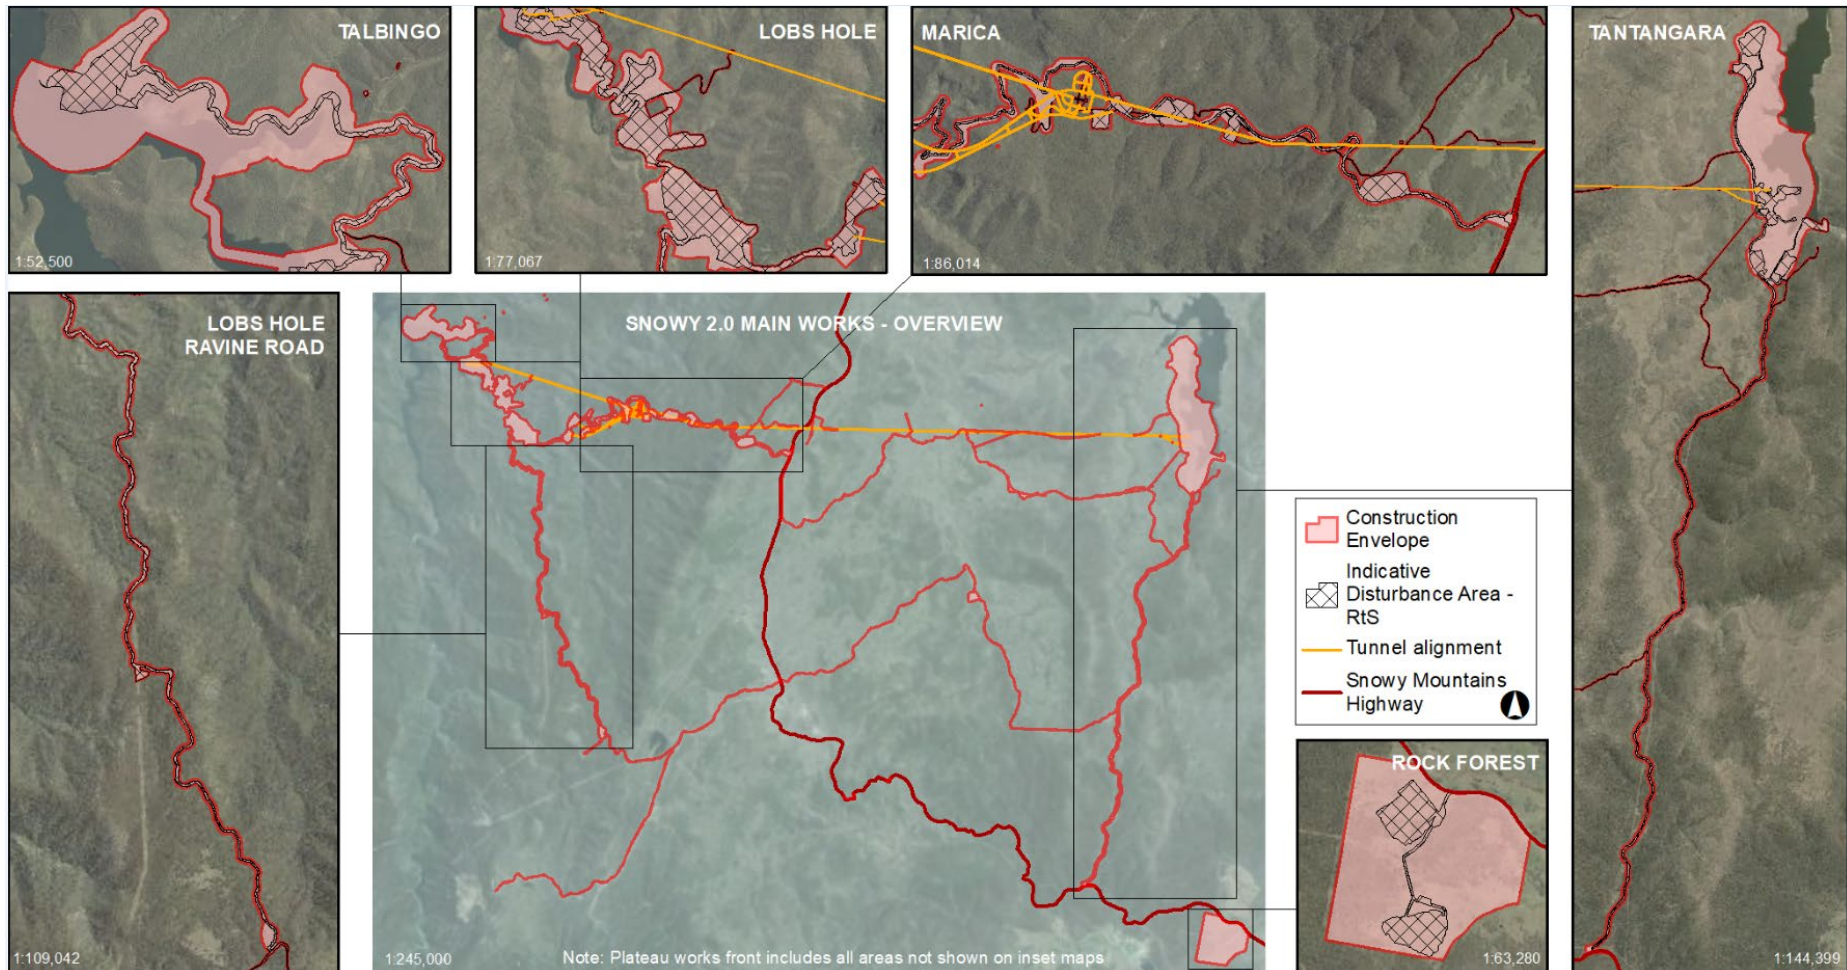 TALBINGO
1:52,500
LOBS HOLE
1:77,067
MARICA
1:86,014
TANTANGARA
1:144,399
LOBS HOLE
RAVINE ROAD
1:109,042
SNOWY 2.0 MAIN WORKS - OVERVIEW
1:245,000
Note: Plateau works front includes all areas not shown on inset maps
Construction
Envelope
Indicative
Disturbance Area -
RtS
Tunnel alignment
Snowy Mountains
Highway
ROCK FOREST
1:63,280